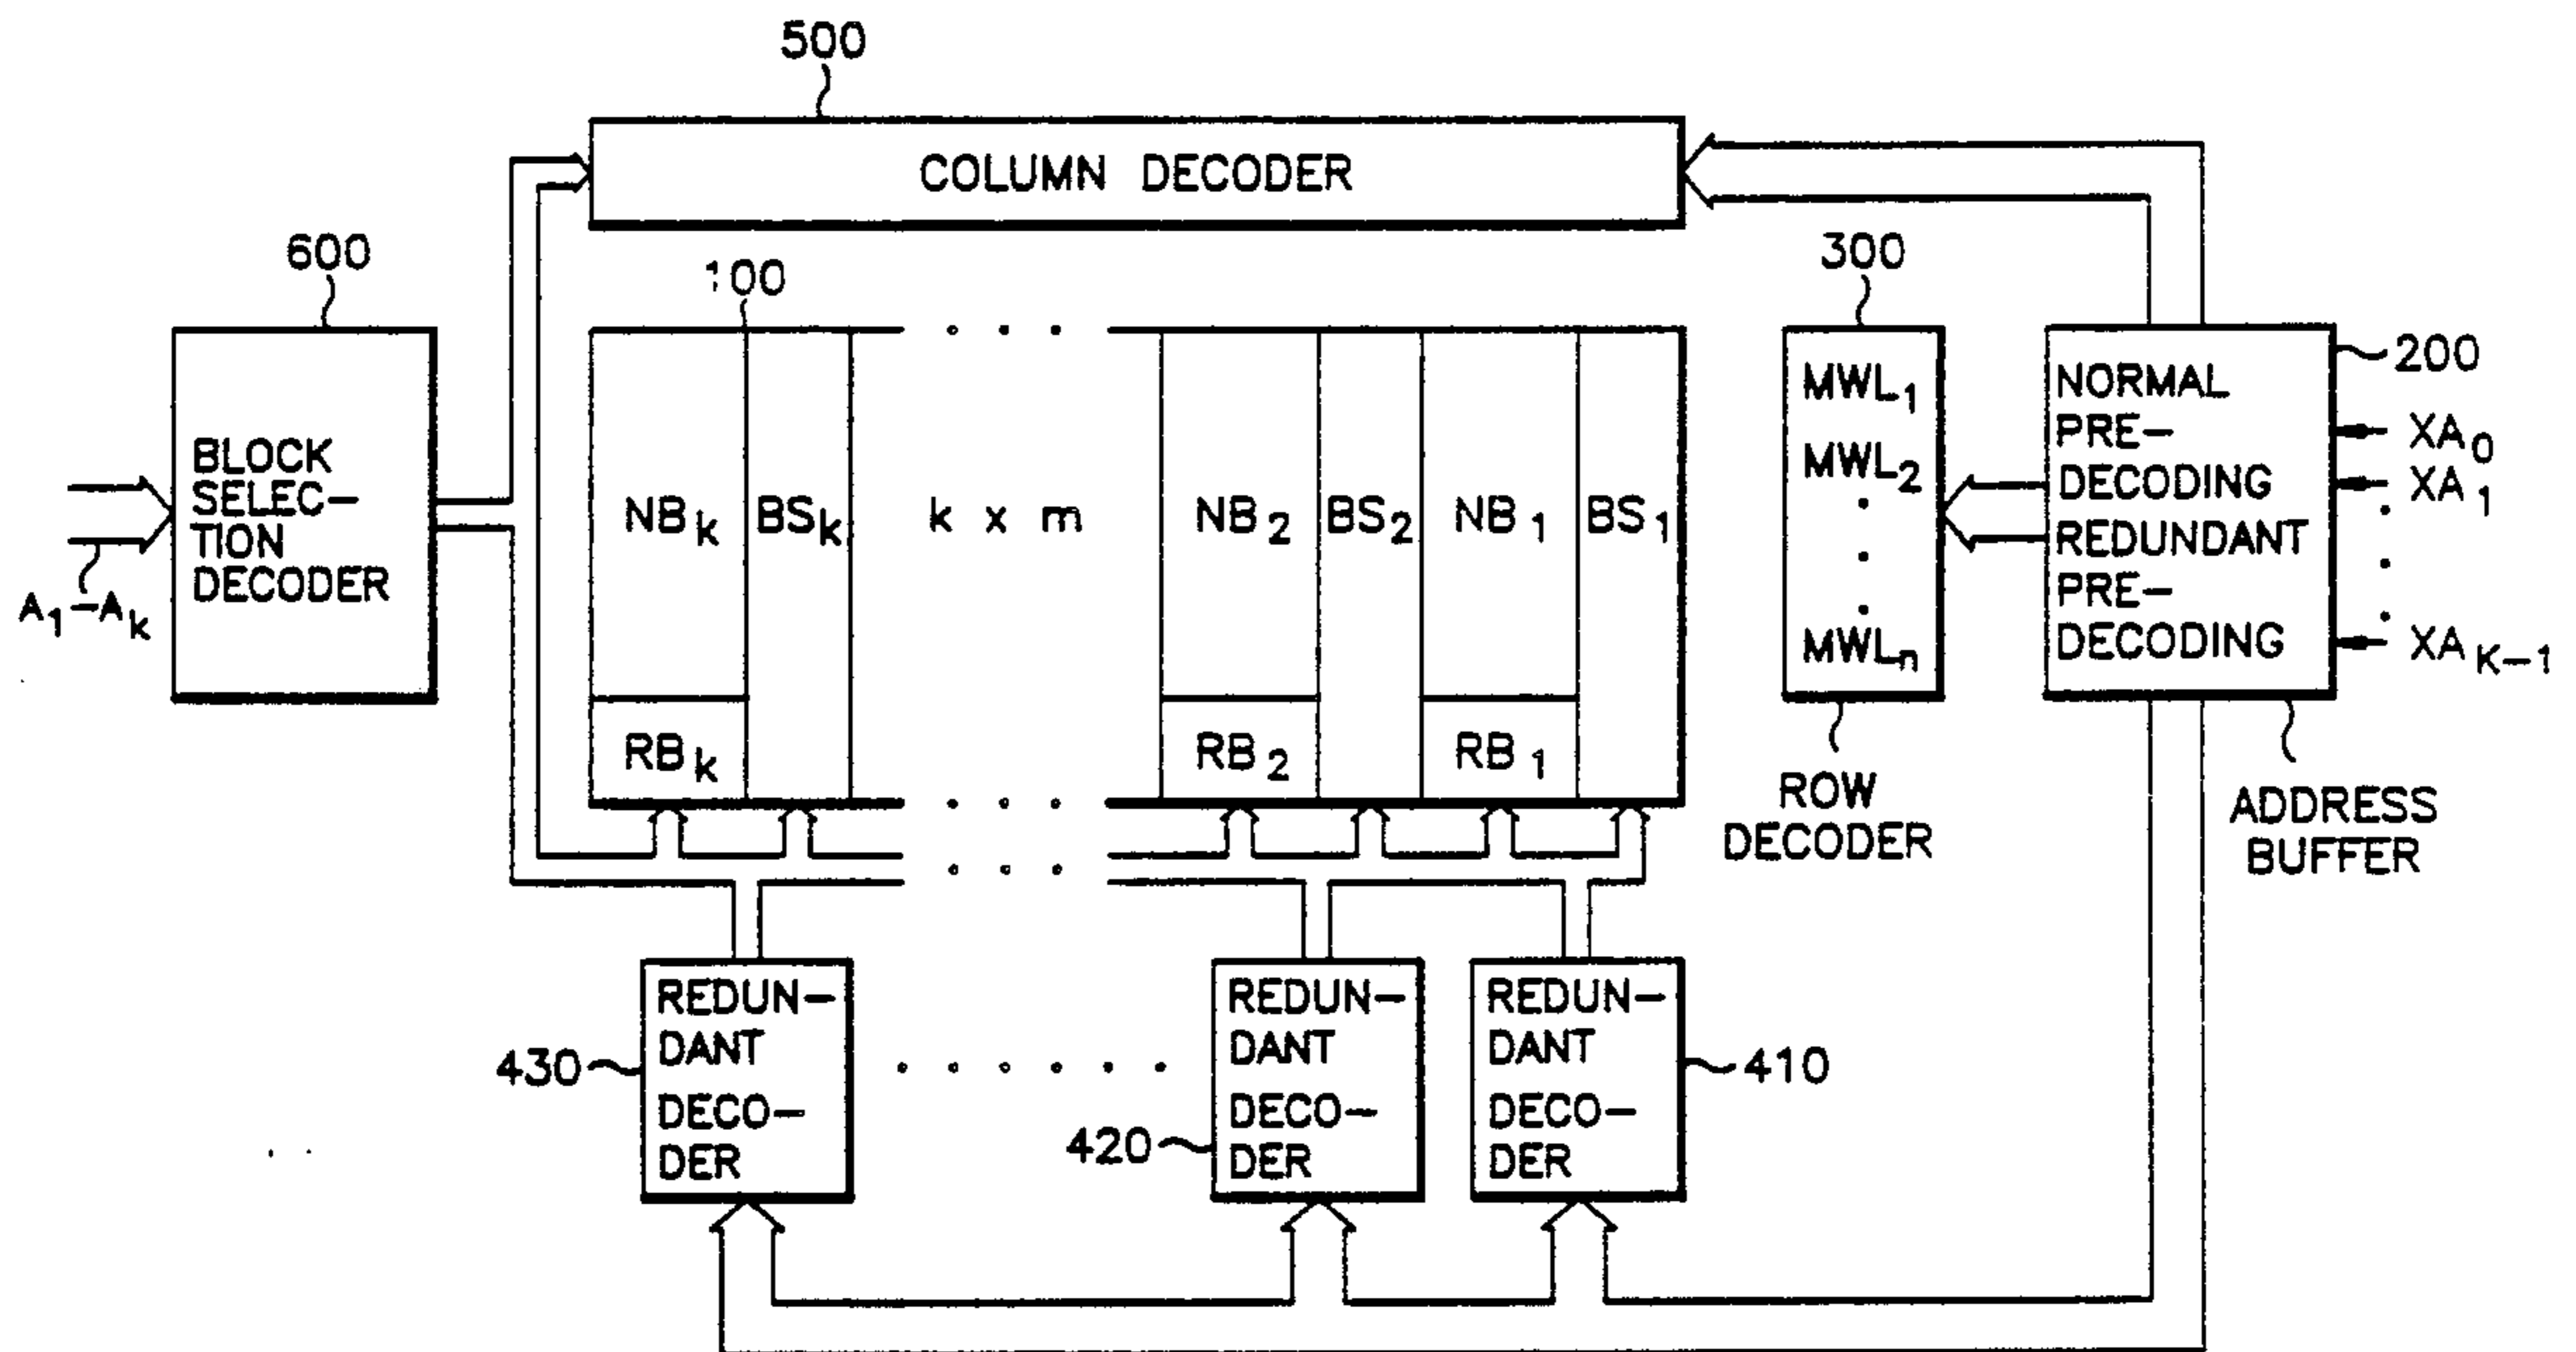 500
COLUMN DECODER
600
100
300
200
BLOCK
SELEC-
TION
DECODER
A1-Ak
NBk
BSk
k x m
NB2
BS2
NB1
BS1
RBk
RB2
RB1
MWL1
MWL2
MWLn
ROW
DECODER
NORMAL
PRE-
DECODING
REDUNDANT
PRE-
DECODING
XA0
XA1
XAK-1
ADDRESS
BUFFER
430
REDUN-
DANT
DECO-
DER
420
REDUN-
DANT
DECO-
DER
REDUN-
DANT
DECO-
DER
410